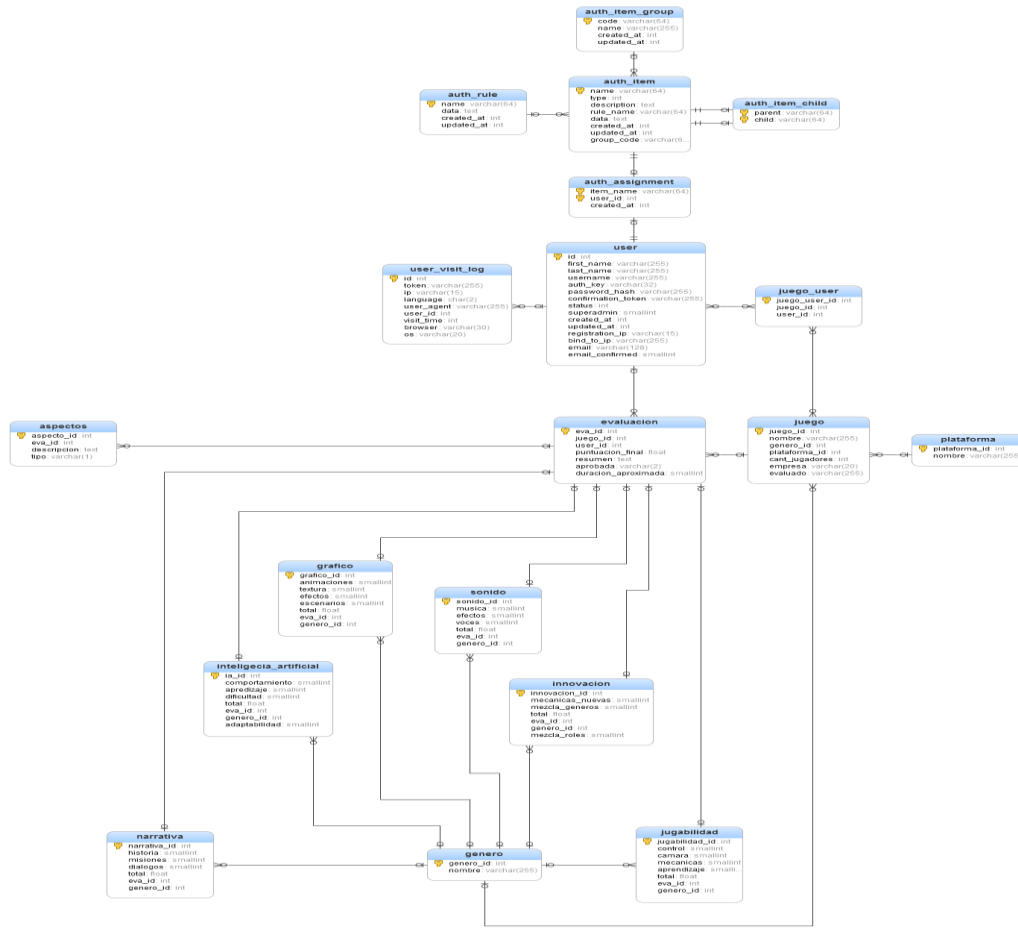 auth_item_group
code: varchar(64)
name: varchar(255)
created_at: int
updated_at: int
auth_item
name: varchar(64)
type: int
description: text
rule_name: varchar(64)
data: text
created_at: int
updated_at: int
group_code: varchar(6...
auth_rule
name: varchar(64)
data: text
created_at: int
updated_at: int
auth_item_child
parent: varchar(64)
child: varchar(64)
auth_assignment
item_name: varchar(64)
user_id: int
created_at: int
user
id: int
first_name: varchar(255)
last_name: varchar(255)
username: varchar(255)
auth_key: varchar(32)
password_hash: varchar(255)
confirmation_token: varchar(255)
status: int
superadmin: smallint
created_at: int
updated_at: int
registration_ip: varchar(15)
bind_to_ip: varchar(255)
email: varchar(128)
email_confirmed: smallint
user_visit_log
id: int
token: varchar(255)
ip: varchar(15)
language: char(2)
user_agent: varchar(255)
user_id: int
visit_time: int
browser: varchar(30)
os: varchar(20)
juego_user
juego_user_id: int
juego_id: int
user_id: int
aspectos
aspecto_id: int
eva_id: int
descripcion: text
tipo: varchar(1)
evaluacion
eva_id: int
juego_id: int
user_id: int
puntuacion_final: float
resumen: text
aprobada: varchar(2)
duracion_aproximada: smallint
juego
juego_id: int
nombre: varchar(255)
genero_id: int
plataforma_id: int
cant_jugadores: int
empresa: varchar(20)
evaluado: varchar(255)
plataforma
plataforma_id: int
nombre: varchar(255)
grafico
grafico_id: int
animaciones: smallint
textura: smallint
efectos: smallint
escenarios: smallint
total: float
eva_id: int
genero_id: int
sonido
sonido_id: int
musica: smallint
efectos: smallint
voces: smallint
total: float
eva_id: int
genero_id: int
inteligecia_artificial
ia_id: int
comportamiento: smallint
apredizaje: smallint
dificultad: smallint
total: float
eva_id: int
genero_id: int
adaptabilidad: smallint
innovacion
innovacion_id: int
mecanicas_nuevas: smallint
mezcla_generos: smallint
total: float
eva_id: int
genero_id: int
mezcla_roles: smallint
narrativa
narrativa_id: int
historia: smallint
misiones: smallint
dialogos: smallint
total: float
eva_id: int
genero_id: int
genero
genero_id: int
nombre: varchar(255)
jugabilidad
jugabilidad_id: int
control: smallint
camara: smallint
mecanicas: smallint
aprendizaje: smalli...
total: float
eva_id: int
genero_id: int